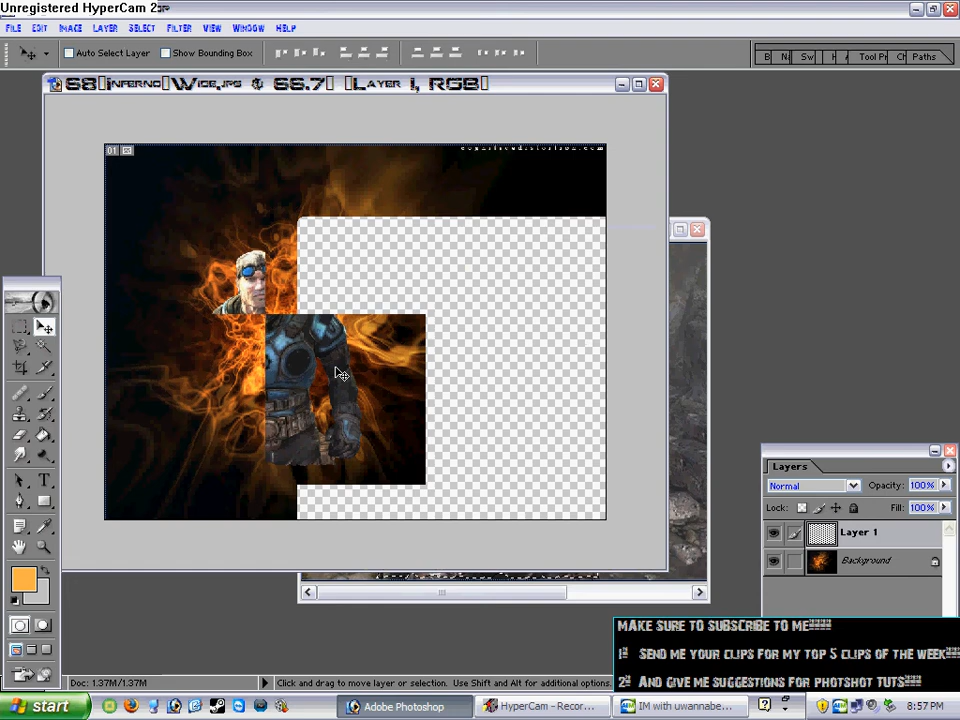 Unregistered HyperCam 2
FILE EDIT IMAGE LAYER SELECT FILTER VIEW WINDOW HELP
Auto Select Layer Show Bounding Box
Tool Pr Paths
Layers
Normal Opacity: 100%
Lock: Fill: 100%
Layer 1
Background
MAKE SURE TO SUBSCRIBE TO ME
1 SEND ME YOUR CLIPS FOR MY TOP 5 CLIPS OF THE WEEK
2 AND GIVE ME SUGGESTIONS FOR PHOTSHOT TUTS
Doc: 1.37M/1.37M Click and drag to move layer or selection. Use Shift and Alt for additional options.
start Adobe Photoshop HyperCam - Recor... IM with uwannabe... 8:57 PM